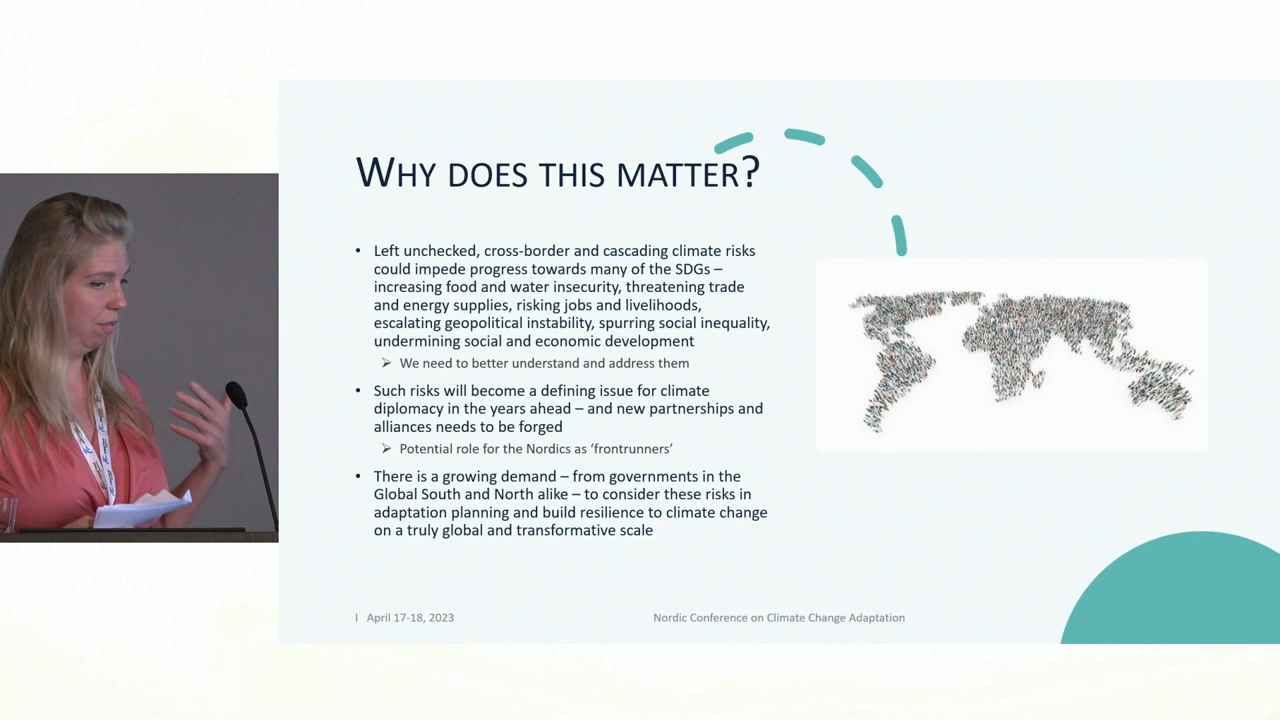 WHY DOES THIS MATTER?
• Left unchecked, cross-border and cascading climate risks
could impede progress towards many of the SDGs –
increasing food and water insecurity, threatening trade
and energy supplies, risking jobs and livelihoods,
escalating geopolitical instability, spurring social inequality,
undermining social and economic development
➢ We need to better understand and address them
• Such risks will become a defining issue for climate
diplomacy in the years ahead – and new partnerships and
alliances needs to be forged
➢ Potential role for the Nordics as ‘frontrunners’
• There is a growing demand – from governments in the
Global South and North alike – to consider these risks in
adaptation planning and build resilience to climate change
on a truly global and transformative scale
I April 17-18, 2023
Nordic Conference on Climate Change Adaptation